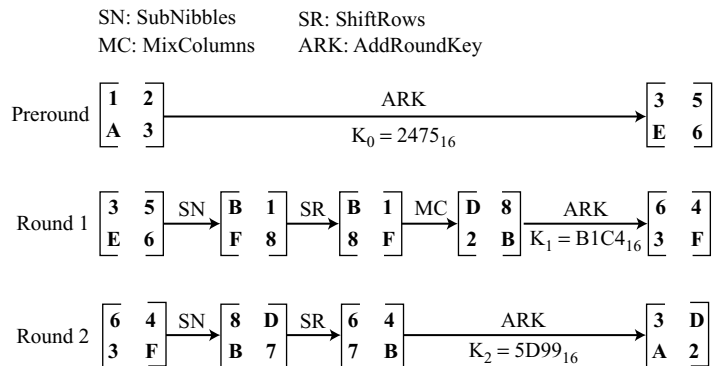 SN: SubNibbles SR: ShiftRows
MC: MixColumns ARK: AddRoundKey
1 2 ARK 3 5
Preround
A 3 K₀ = 2475₁₆ E 6
3 5 SN B 1 SR B 1 MC D 8 ARK 6 4
Round 1
E 6 F 8 8 F 2 B K₁ = B1C4₁₆ 3 F
6 4 SN 8 D SR 6 4 ARK 3 D
Round 2
3 F B 7 7 B K₂ = 5D99₁₆ A 2